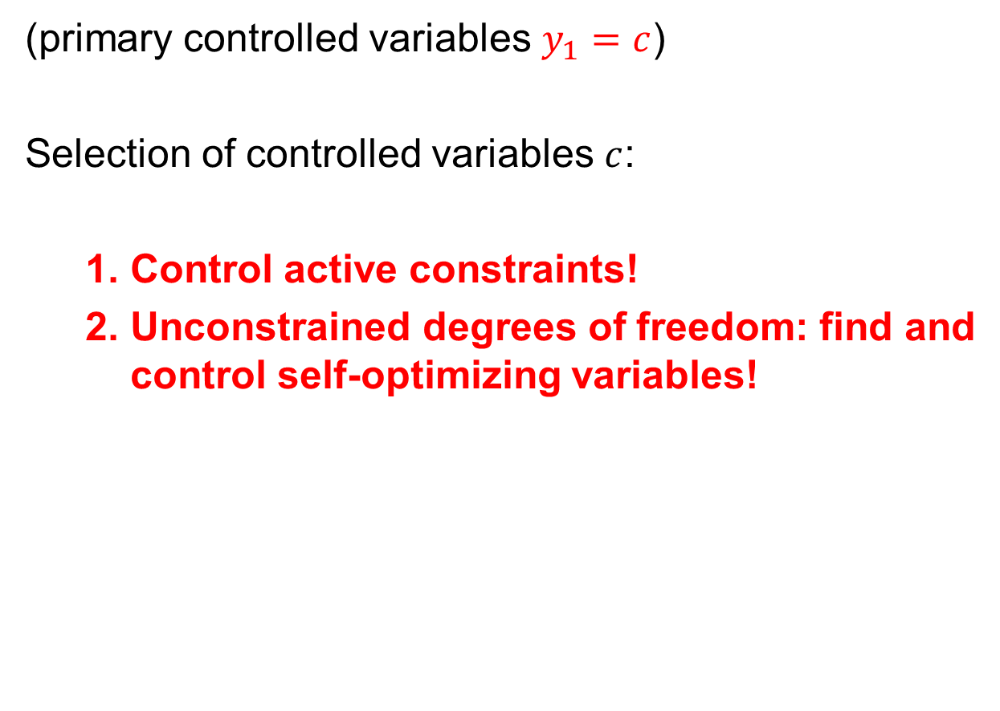 (primary controlled variables y₁ = c)
Selection of controlled variables c:
1. Control active constraints!
2. Unconstrained degrees of freedom: find and
control self-optimizing variables!